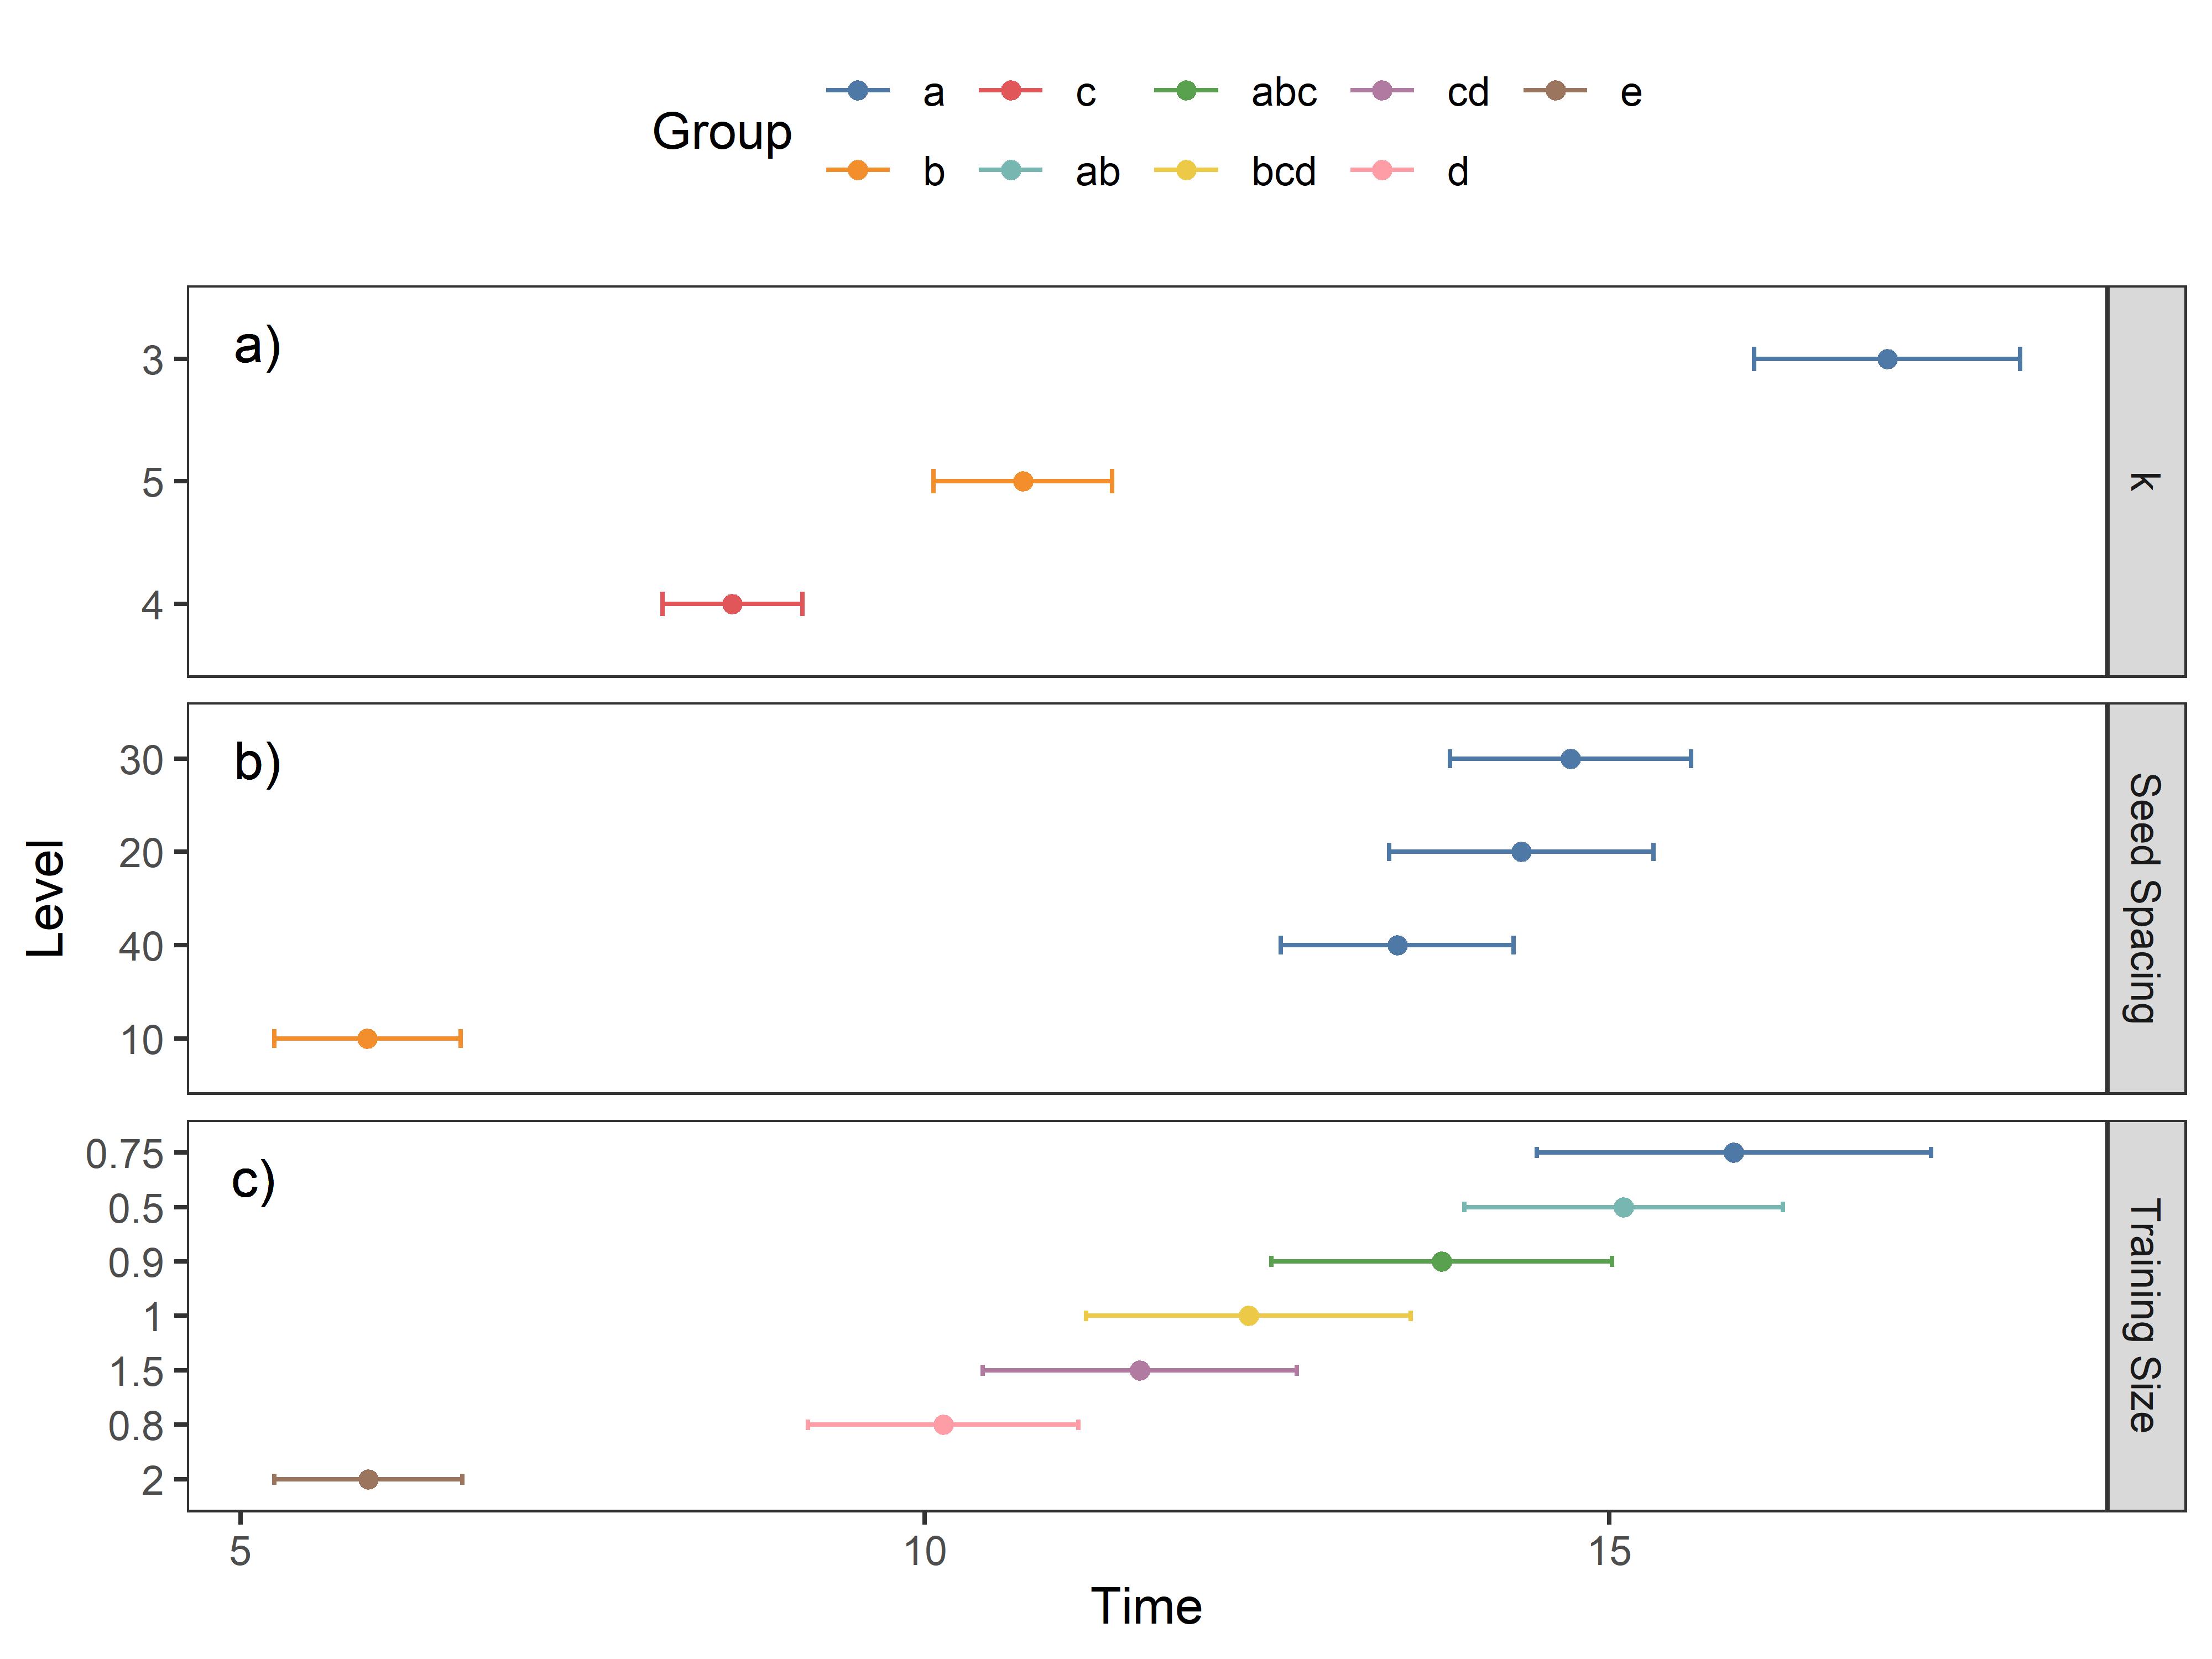 Group
a c abc cd e
b ab bcd d
a)
3
5
4
k
b)
30
20
40
10
Seed Spacing
Level
c)
0.75
0.5
0.9
1
1.5
0.8
2
Training Size
5 10 15
Time